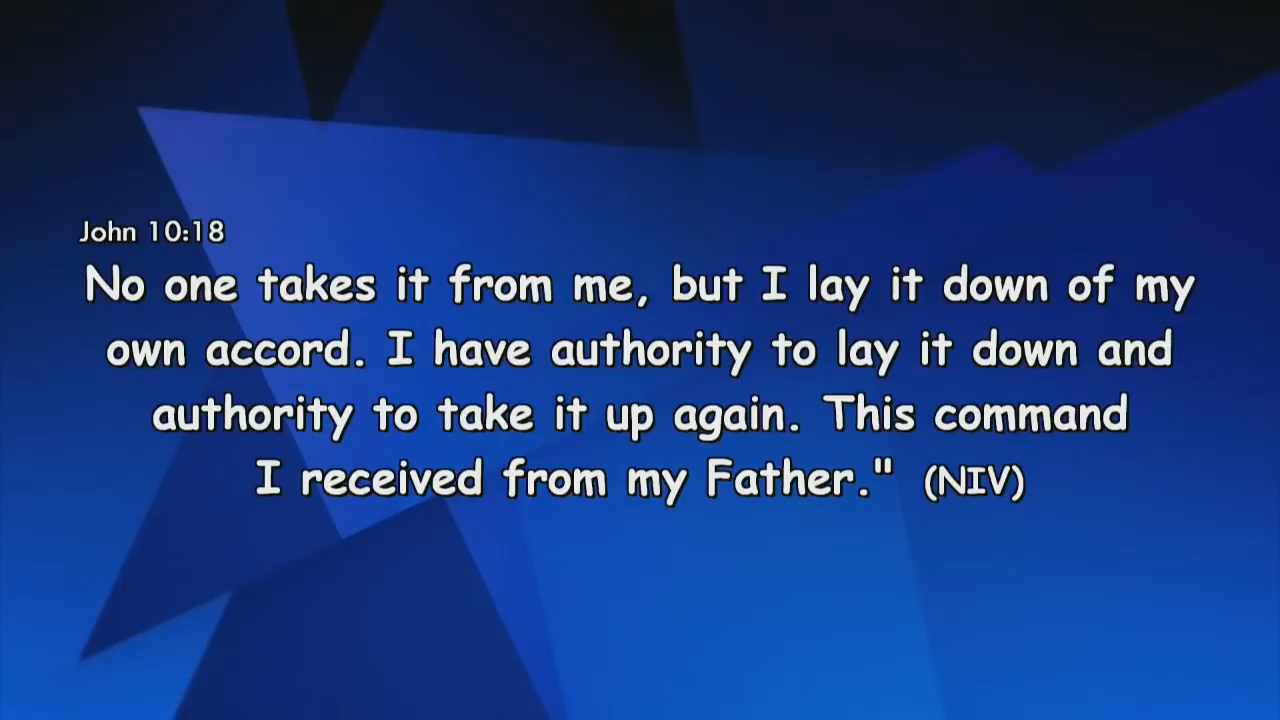 John 10:18
No one takes it from me, but I lay it down of my
own accord. I have authority to lay it down and
authority to take it up again. This command
I received from my Father." (NIV)